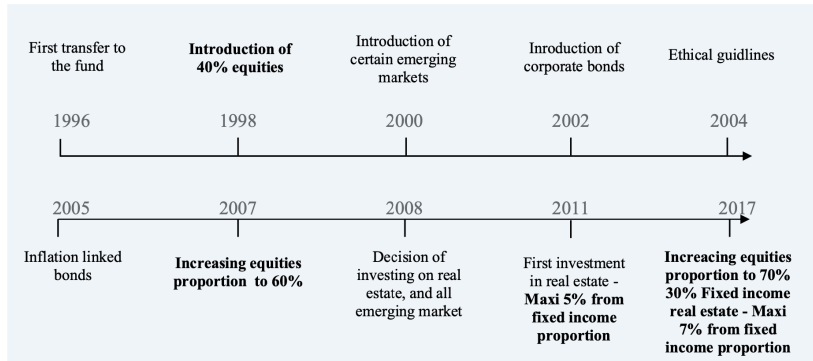 First transfer to
the fund
Introduction of
40% equities
Introduction of
certain emerging
markets
Inroduction of
corporate bonds
Ethical guidlines
1996
1998
2000
2002
2004
2005
2007
2008
2011
2017
Inflation linked
bonds
Increasing equities
proportion to 60%
Decision of
investing on real
estate, and all
emerging market
First investment
in real estate -
Maxi 5% from
fixed income
proportion
Increacing equities
proportion to 70%
30% Fixed income
real estate - Maxi
7% from fixed
income proportion